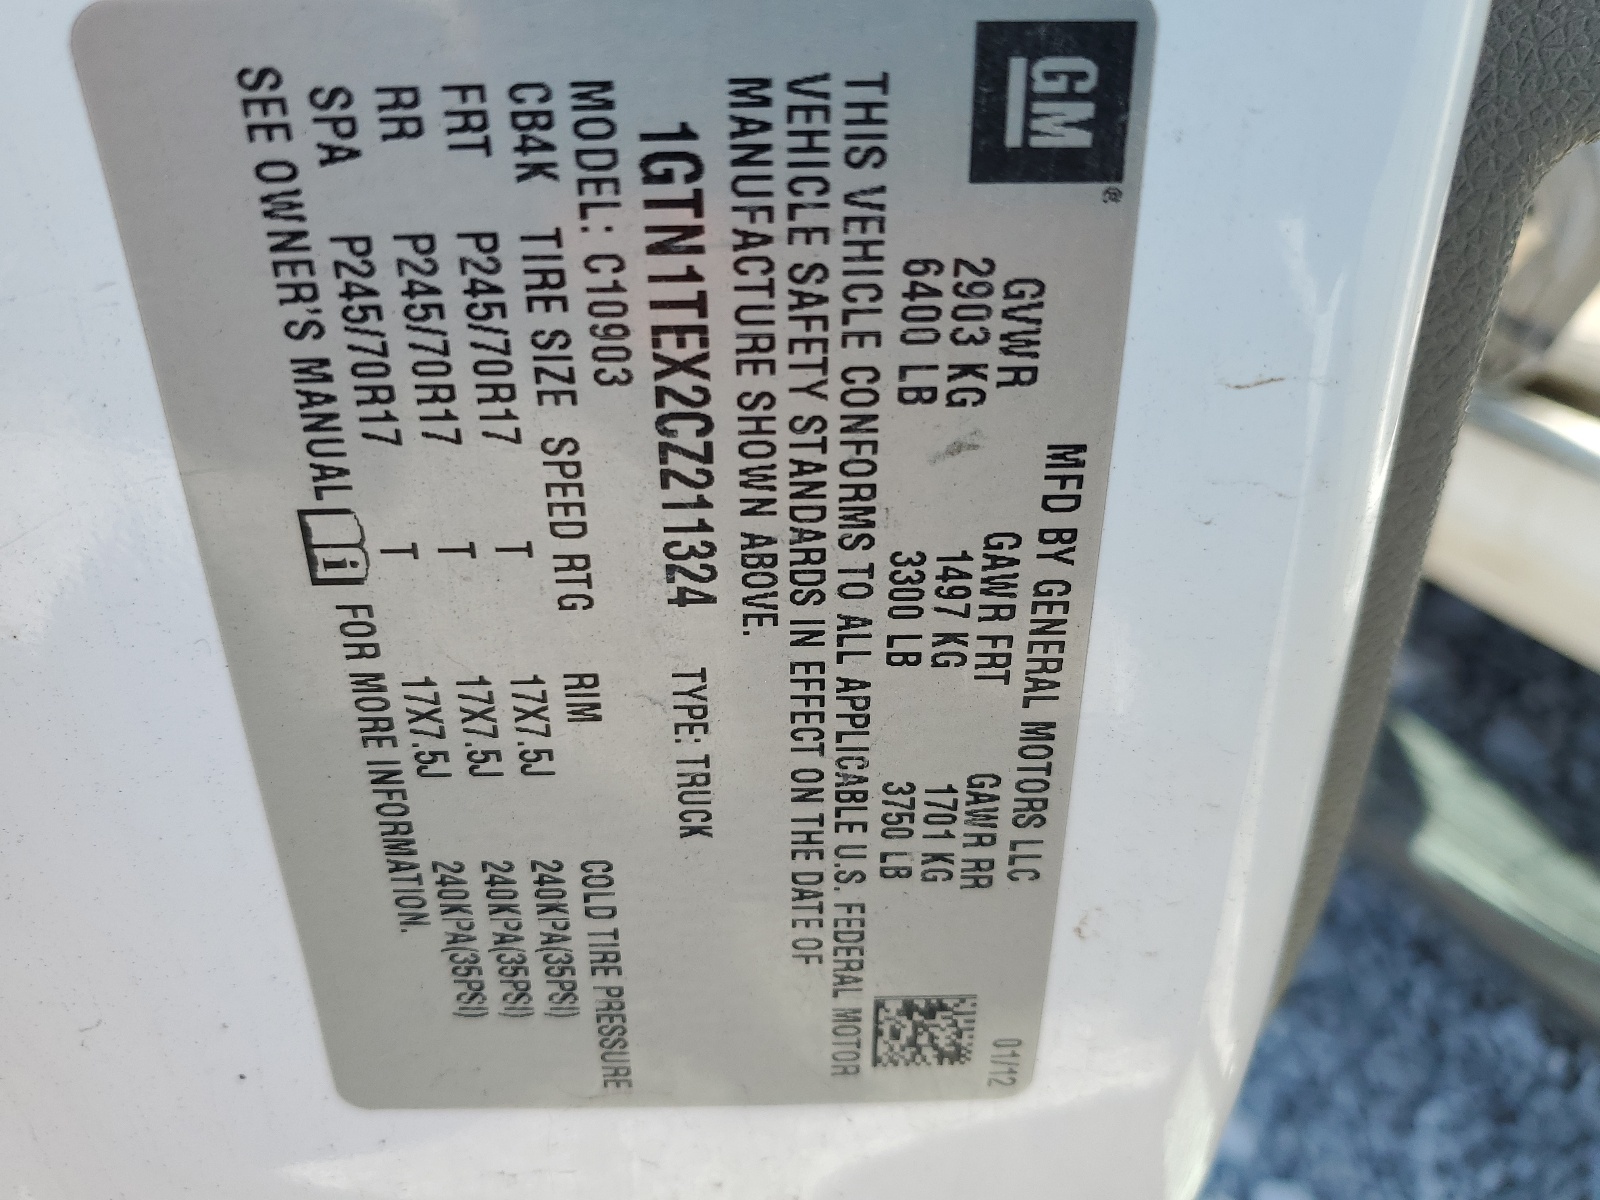 GM®
MFD BY GENERAL MOTORS LLC 01/12
GVWR GAWR FRT GAWR RR
2903 KG 1497 KG 1701 KG
6400 LB 3300 LB 3750 LB
THIS VEHICLE CONFORMS TO ALL APPLICABLE U.S. FEDERAL MOTOR
VEHICLE SAFETY STANDARDS IN EFFECT ON THE DATE OF
MANUFACTURE SHOWN ABOVE.
1GTN1TEX2CZ211324 TYPE: TRUCK
MODEL: C10903
CB4K TIRE SIZE SPEED RTG RIM COLD TIRE PRESSURE
FRT P245/70R17 T 17X7.5J 240KPA(35PSI)
RR P245/70R17 T 17X7.5J 240KPA(35PSI)
SPA P245/70R17 T 17X7.5J 240KPA(35PSI)
SEE OWNER'S MANUAL i FOR MORE INFORMATION.